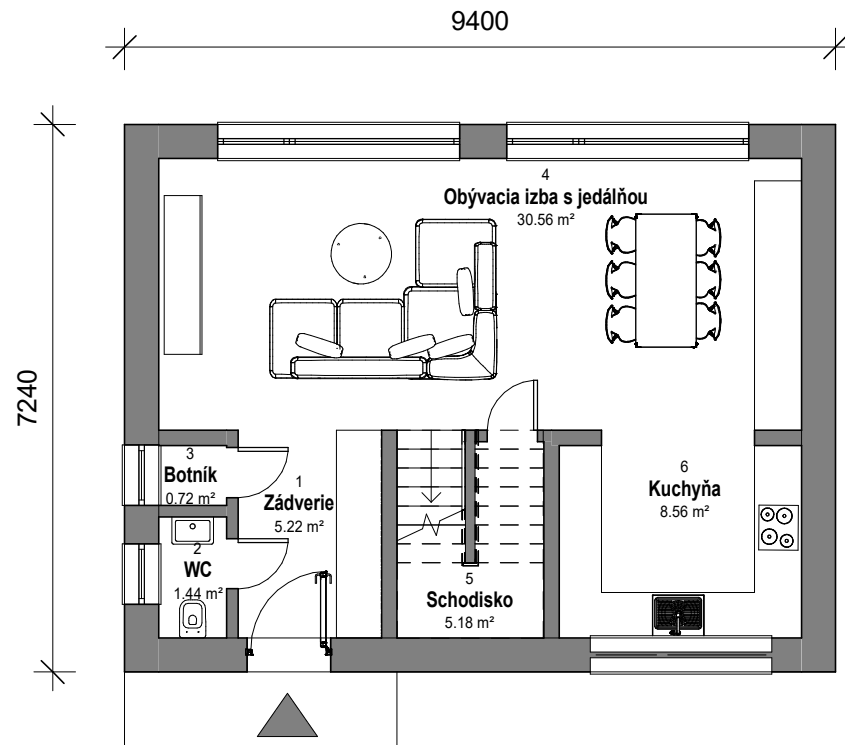 9400
7240
4
Obývacia izba s jedálňou
30.56 m²
3
Botník
0.72 m²
1
Zádverie
5.22 m²
2
WC
1.44 m²
5
Schodisko
5.18 m²
6
Kuchyňa
8.56 m²